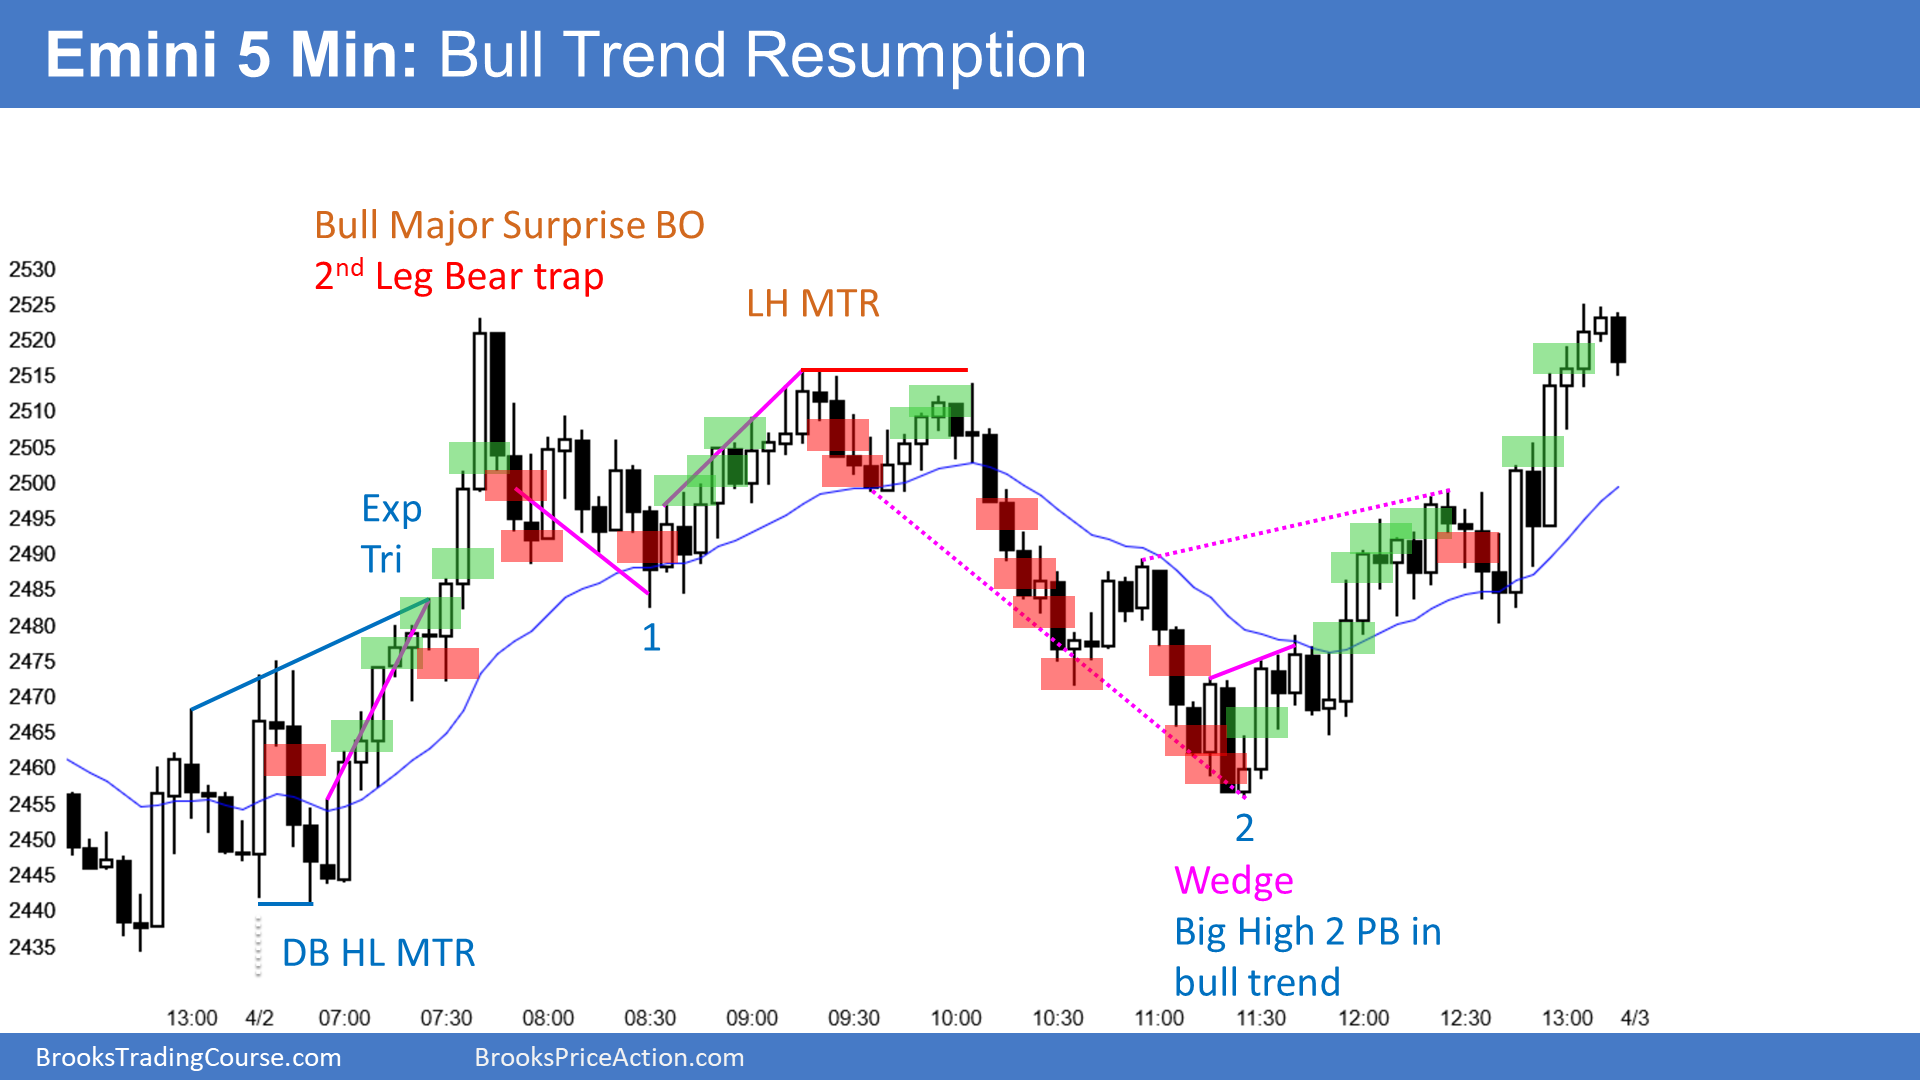 Emini 5 Min: Bull Trend Resumption
Bull Major Surprise BO
2nd Leg Bear trap
LH MTR
2530
2525
2520
2515
2510
2505
2500
2495
2490
2485
2480
2475
2470
2465
2460
2455
2450
2445
2440
2435
Exp
Tri
1
2
Wedge
Big High 2 PB in
bull trend
DB HL MTR
13:00 4/2 07:00 07:30 08:00 08:30 09:00 09:30 10:00 10:30 11:00 11:30 12:00 12:30 13:00 4/3
BrooksTradingCourse.com BrooksPriceAction.com